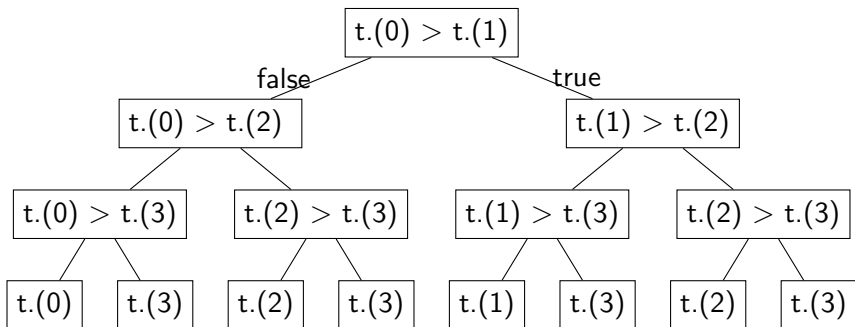 t.(0) > t.(1)
false
true
t.(0) > t.(2)
t.(1) > t.(2)
t.(0) > t.(3)
t.(2) > t.(3)
t.(1) > t.(3)
t.(2) > t.(3)
t.(0)
t.(3)
t.(2)
t.(3)
t.(1)
t.(3)
t.(2)
t.(3)